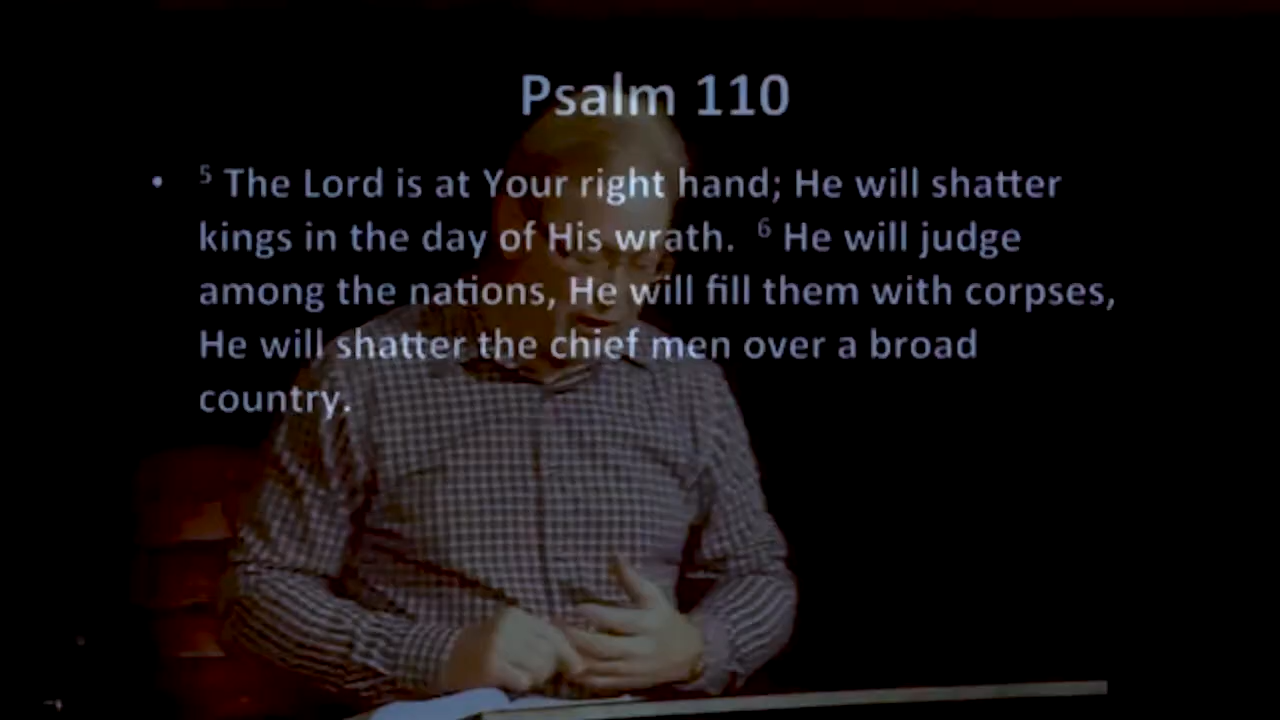 Psalm 110
• ⁵ The Lord is at Your right hand; He will shatter
kings in the day of His wrath. ⁶ He will judge
among the nations, He will fill them with corpses,
He will shatter the chief men over a broad
country.